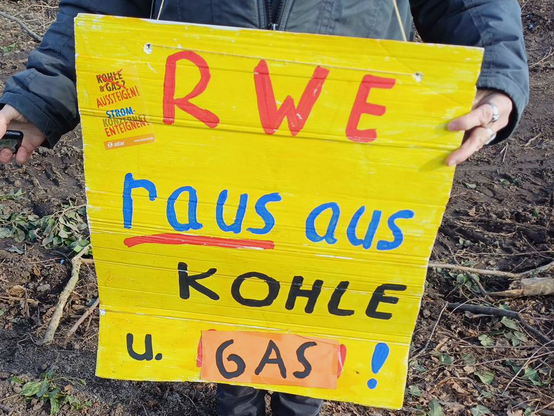 KOHLE
& GAS?
AUSSTEIGEN!
STROM-
KONZERNE?
ENTEIGNEN!
RWE
raus aus
KOHLE
u. GAS !